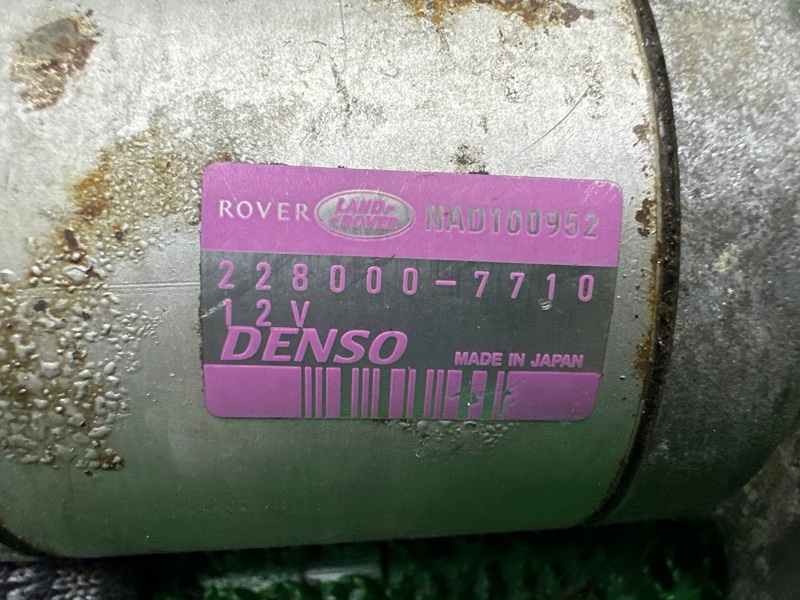 ROVER LAND ROVER NAD100952
228000-7710
12V
DENSO MADE IN JAPAN